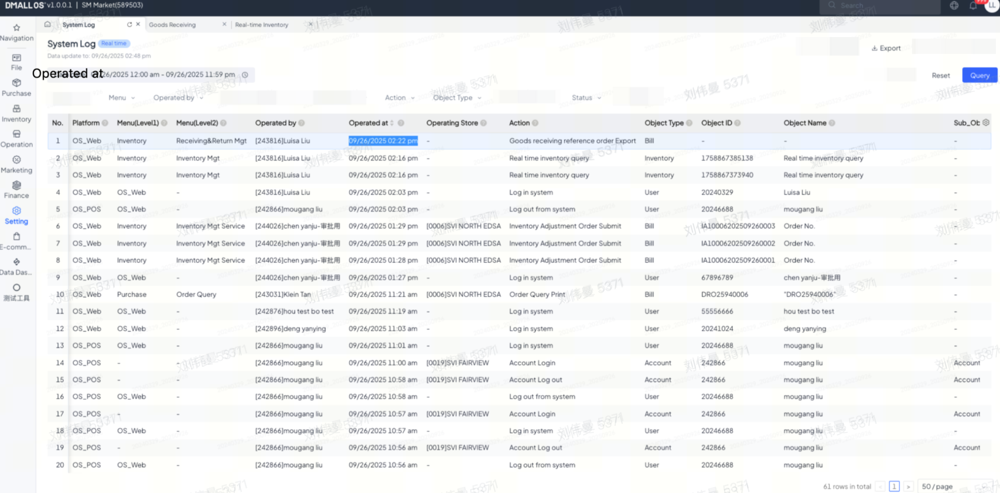 DMALL OS v1.0.0.1 | SM Market(589503)
Search
99+
LL
System Log
Goods Receiving
Real-time Inventory
Navigation
File
Purchase
Inventory
Operation
Marketing
Finance
Setting
E-comm...
Data Das...
测试工具
System Log Real time
Data update to: 09/26/2025 02:48 pm
Export
Operated at 26/2025 12:00 am - 09/26/2025 11:59 pm
Reset Query
Menu Operated by Action Object Type Status
No. Platform Menu(Level1) Menu(Level2) Operated by Operated at Operating Store Action Object Type Object ID Object Name Sub_Ob
1 OS_Web Inventory Receiving&Return Mgt [243816]Luisa Liu 09/26/2025 02:22 pm - Goods receiving reference order Export Bill - - -
2 OS_Web Inventory Inventory Mgt [243816]Luisa Liu 09/26/2025 02:16 pm - Real time inventory query Inventory 1758867385138 Real time inventory query -
3 OS_Web Inventory Inventory Mgt [243816]Luisa Liu 09/26/2025 02:16 pm - Real time inventory query Inventory 1758867373940 Real time inventory query -
4 OS_Web OS_Web - [243816]Luisa Liu 09/26/2025 02:03 pm - Log in system User 20240329 Luisa Liu -
5 OS_POS OS_Web - [242866]mougang liu 09/26/2025 02:03 pm - Log out from system User 20246688 mougang liu -
6 OS_Web Inventory Inventory Mgt Service [244026]chen yanju-审批用 09/26/2025 01:29 pm [0006]SVI NORTH EDSA Inventory Adjustment Order Submit Bill IA10006202509260003 Order No. -
7 OS_Web Inventory Inventory Mgt Service [244026]chen yanju-审批用 09/26/2025 01:29 pm [0006]SVI NORTH EDSA Inventory Adjustment Order Submit Bill IA10006202509260002 Order No. -
8 OS_Web Inventory Inventory Mgt Service [244026]chen yanju-审批用 09/26/2025 01:28 pm [0006]SVI NORTH EDSA Inventory Adjustment Order Submit Bill IA10006202509260001 Order No. -
9 OS_Web OS_Web - [244026]chen yanju-审批用 09/26/2025 01:27 pm - Log in system User 67896789 chen yanju-审批用 -
10 OS_Web Purchase Order Query [243031]Klein Tan 09/26/2025 11:21 am [0006]SVI NORTH EDSA Order Query Print Bill DRO25940006 "DRO25940006" -
11 OS_Web OS_Web - [242876]hou test bo test 09/26/2025 11:19 am - Log in system User 55556666 hou test bo test -
12 OS_Web OS_Web - [242896]deng yanying 09/26/2025 11:03 am - Log in system User 20241024 deng yanying -
13 OS_POS OS_Web - [242866]mougang liu 09/26/2025 11:01 am - Log in system User 20246688 mougang liu -
14 OS_POS - - [242866]mougang liu 09/26/2025 11:00 am [0019]SVI FAIRVIEW Account Login Account 242866 mougang liu Account
15 OS_POS - - [242866]mougang liu 09/26/2025 10:58 am [0019]SVI FAIRVIEW Account Log out Account 242866 mougang liu Account
16 OS_POS OS_Web - [242866]mougang liu 09/26/2025 10:58 am - Log out from system User 20246688 mougang liu -
17 OS_POS - - [242866]mougang liu 09/26/2025 10:57 am [0019]SVI FAIRVIEW Account Login Account 242866 mougang liu Account
18 OS_POS OS_Web - [242866]mougang liu 09/26/2025 10:57 am - Log in system User 20246688 mougang liu -
19 OS_POS - - [242866]mougang liu 09/26/2025 10:56 am [0019]SVI FAIRVIEW Account Log out Account 242866 mougang liu Account
20 OS_POS OS_Web - [242866]mougang liu 09/26/2025 10:56 am - Log out from system User 20246688 mougang liu -
61 rows in total < 1 > 50 / page
刘伟曼 5371
20240329_20250926